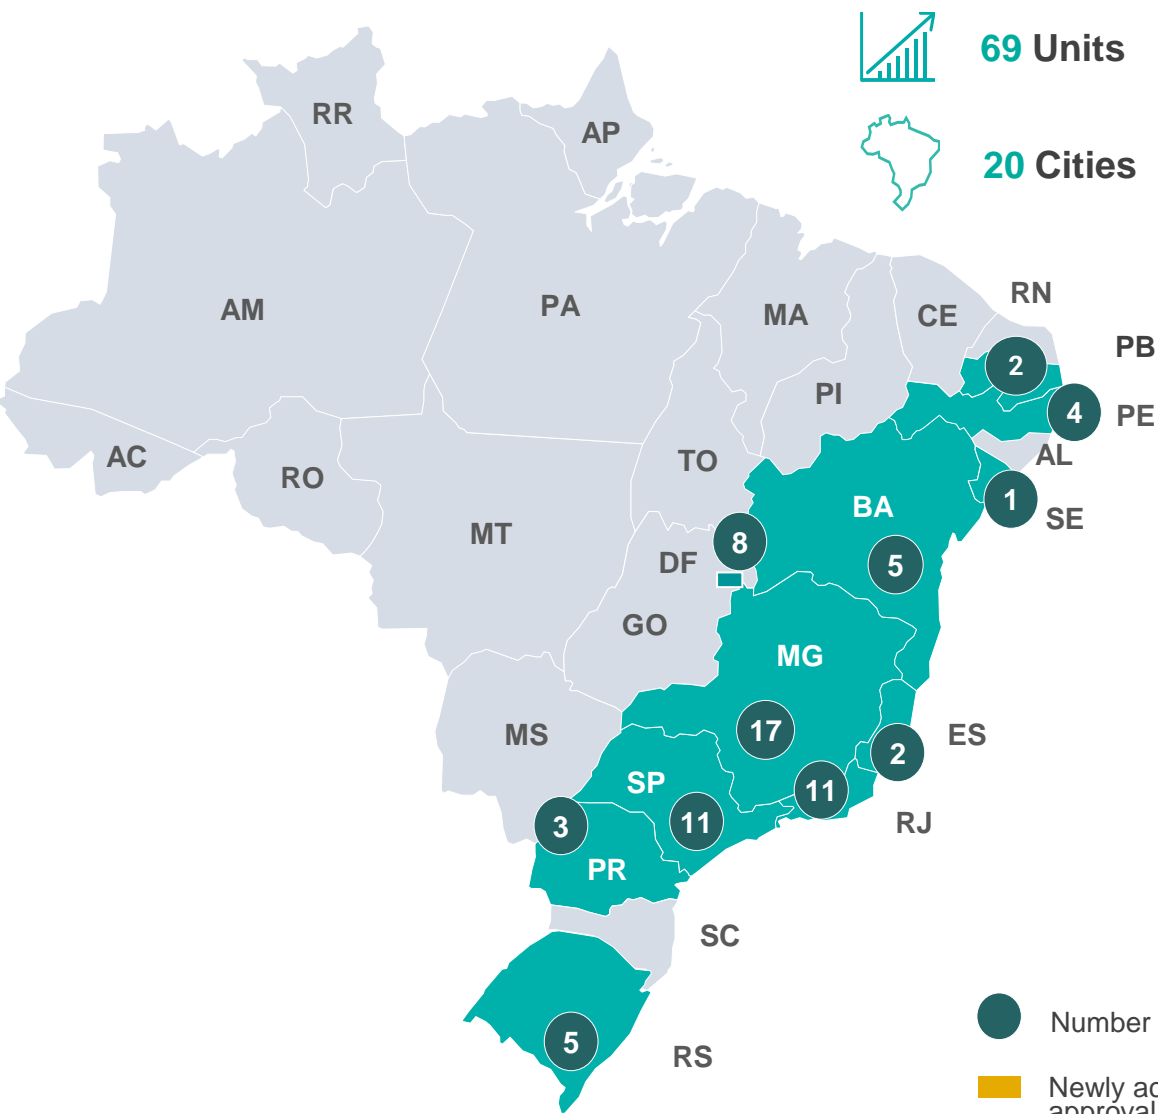 69 Units
20 Cities
RR
AP
AM
PA
MA
CE
RN
PB
2
PI
4
PE
AC
RO
TO
AL
MT
BA
1
SE
DF
8
5
GO
MG
MS
17
ES
2
SP
11
RJ
3
11
PR
SC
5
RS
Number
Newly
approval